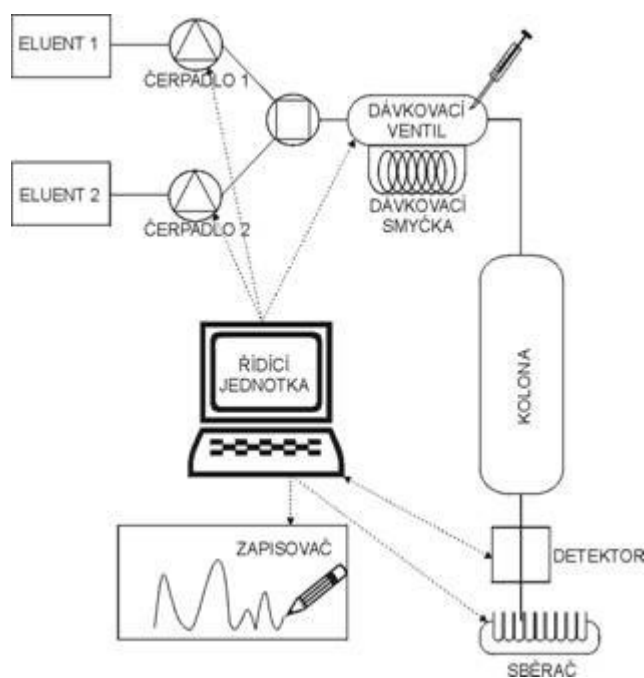 ELUENT 1
ČERPADLO 1
DÁVKOVACÍ
VENTIL
ELUENT 2
ČERPADLO 2
DÁVKOVACÍ
SMYČKA
ŘÍDÍCÍ
JEDNOTKA
KOLONA
ZAPISOVAČ
DETEKTOR
SBĚRAČ